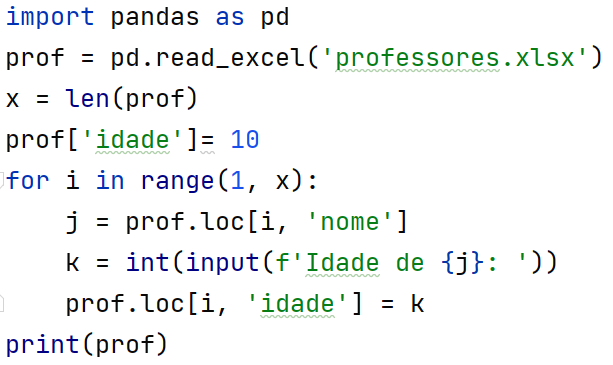 import pandas as pd
prof = pd.read_excel('professores.xlsx')
x = len(prof)
prof['idade']= 10
for i in range(1, x):
    j = prof.loc[i, 'nome']
    k = int(input(f'Idade de {j}: '))
    prof.loc[i, 'idade'] = k
print(prof)